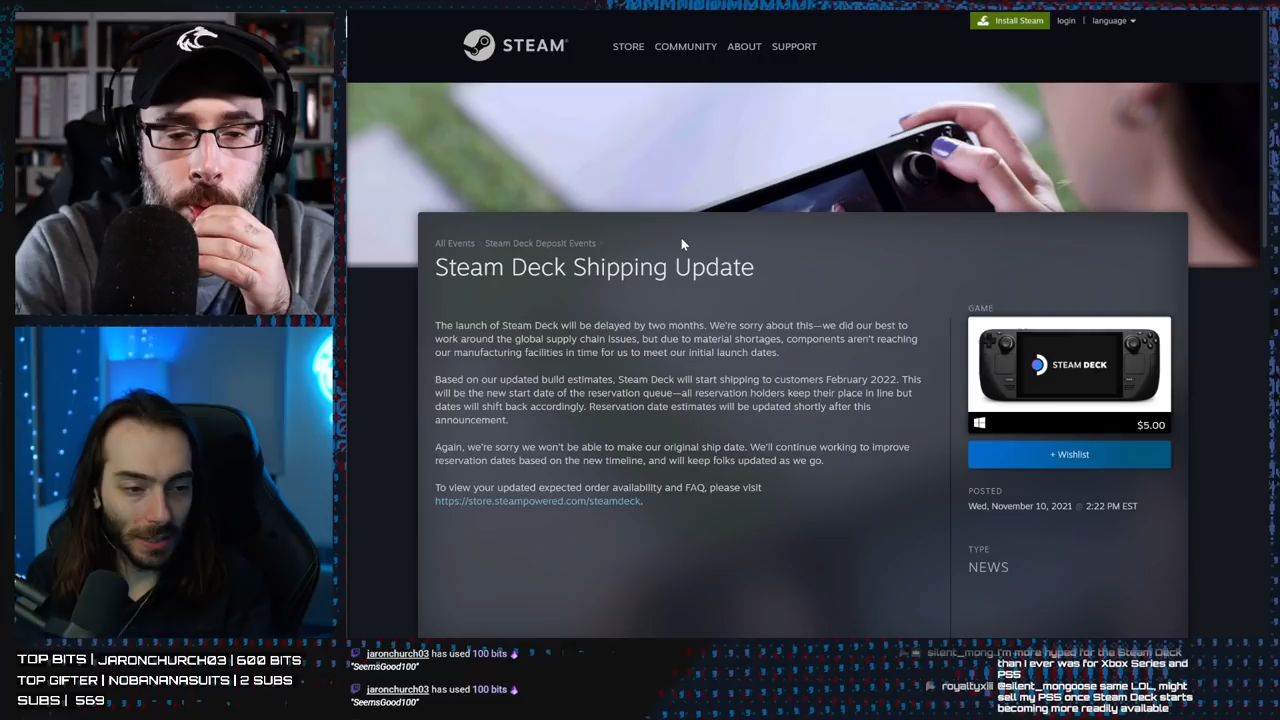 Install Steam login | language
STEAM®
STORE COMMUNITY ABOUT SUPPORT
All Events Steam Deck Deposit Events
Steam Deck Shipping Update
The launch of Steam Deck will be delayed by two months. We're sorry about this—we did our best to
work around the global supply chain issues, but due to material shortages, components aren't reaching
our manufacturing facilities in time for us to meet our initial launch dates.
Based on our updated build estimates, Steam Deck will start shipping to customers February 2022. This
will be the new start date of the reservation queue—all reservation holders keep their place in line but
dates will shift back accordingly. Reservation date estimates will be updated shortly after this
announcement.
Again, we're sorry we won't be able to make our original ship date. We'll continue working to improve
reservation dates based on the new timeline, and will keep folks updated as we go.
To view your updated expected order availability and FAQ, please visit
https://store.steampowered.com/steamdeck.
GAME
STEAM DECK
$5.00
+ Wishlist
POSTED
Wed, November 10, 2021 @ 2:22 PM EST
TYPE
NEWS
TOP BITS | JARONCHURCH03 | 600 BITS
TOP GIFTER | NOBANANASUITS | 2 SUBS
SUBS | 569
jaronchurch03 has used 100 bits
"SeemsGood100"
jaronchurch03 has used 100 bits
"SeemsGood100"
silent_mong I'm more hyped for the Steam Deck
than I ever was for Xbox Series and
PS5
royaltyxiii @silent_mongoose same LOL, might
sell my PS5 once Steam Deck starts
becoming more readily available